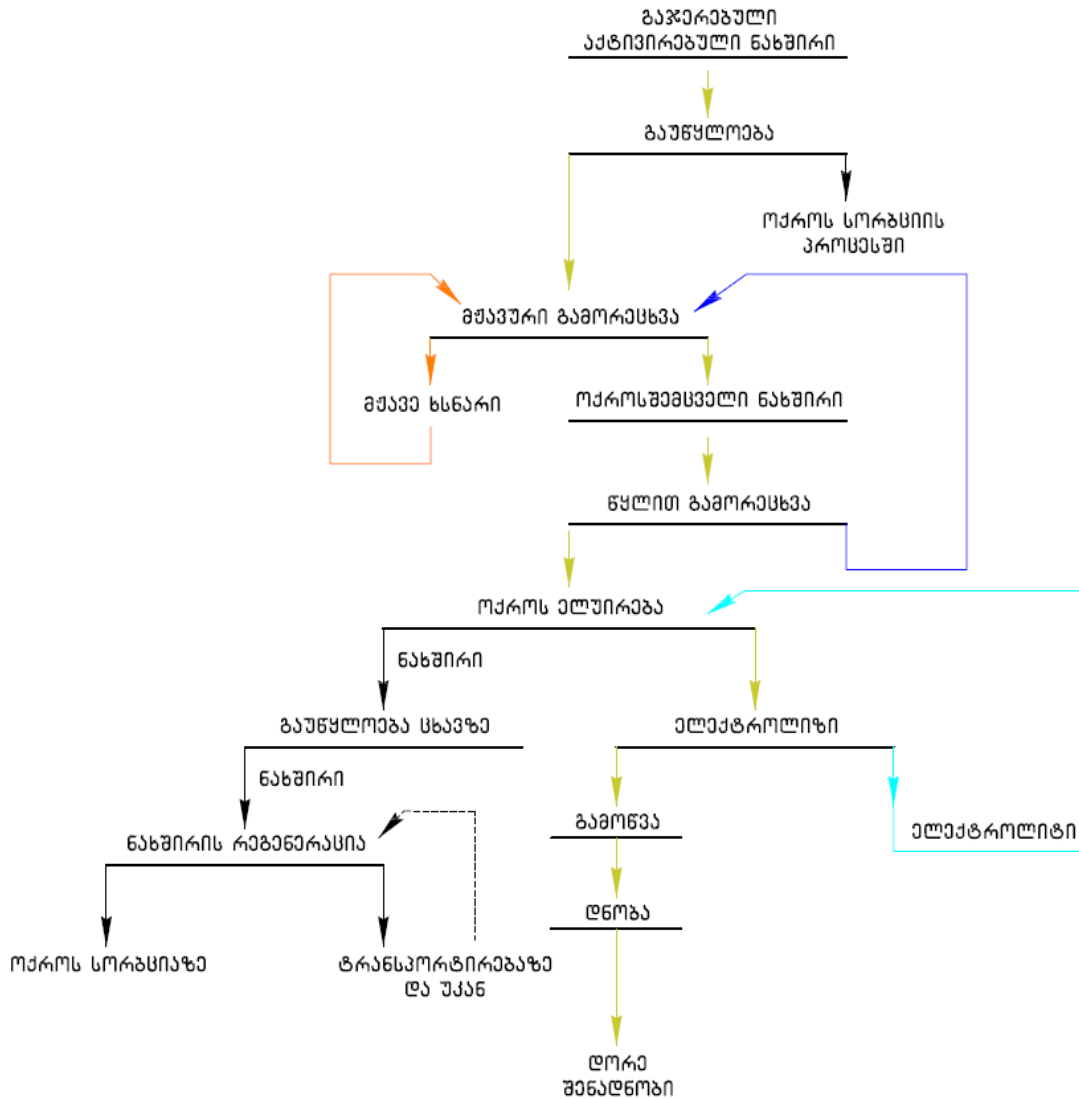 გაჯერებული
აქტივირებული ნახშირი
გაუწყლოება
ოქროს სორბციის
პროცესში
მჟავური გამორეცხვა
მჟავე ხსნარი
ოქროსშემცველი ნახშირი
წყლით გამორეცხვა
ოქროს ელუირება
ნახშირი
გაუწყლოება ცხავზე
ელექტროლიზი
ნახშირი
გამოწვა
ელექტროლიტი
ნახშირის რეგენერაცია
დნობა
ოქროს სორბციაზე
ტრანსპორტირებაზე
და უკან
დორე
შენადნობი